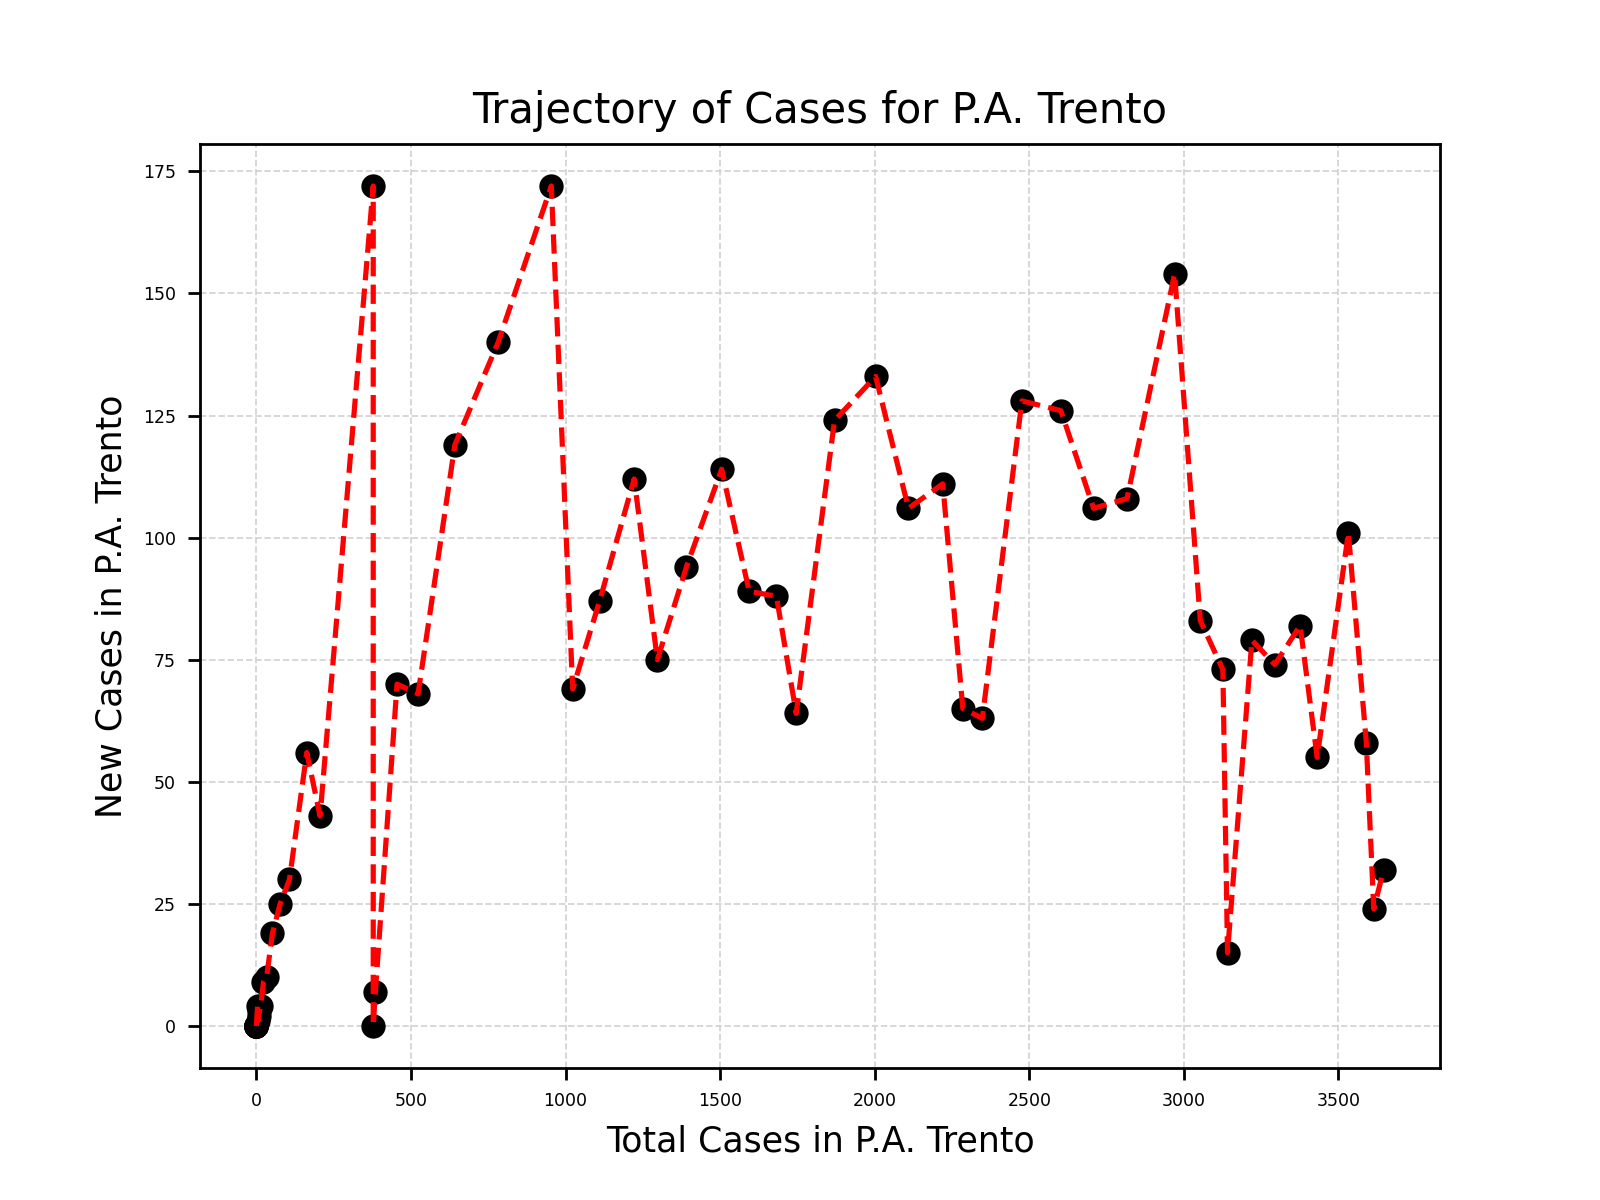 Trajectory of Cases for P.A. Trento
New Cases in P.A. Trento
175
150
125
100
75
50
25
0
0 500 1000 1500 2000 2500 3000 3500
Total Cases in P.A. Trento